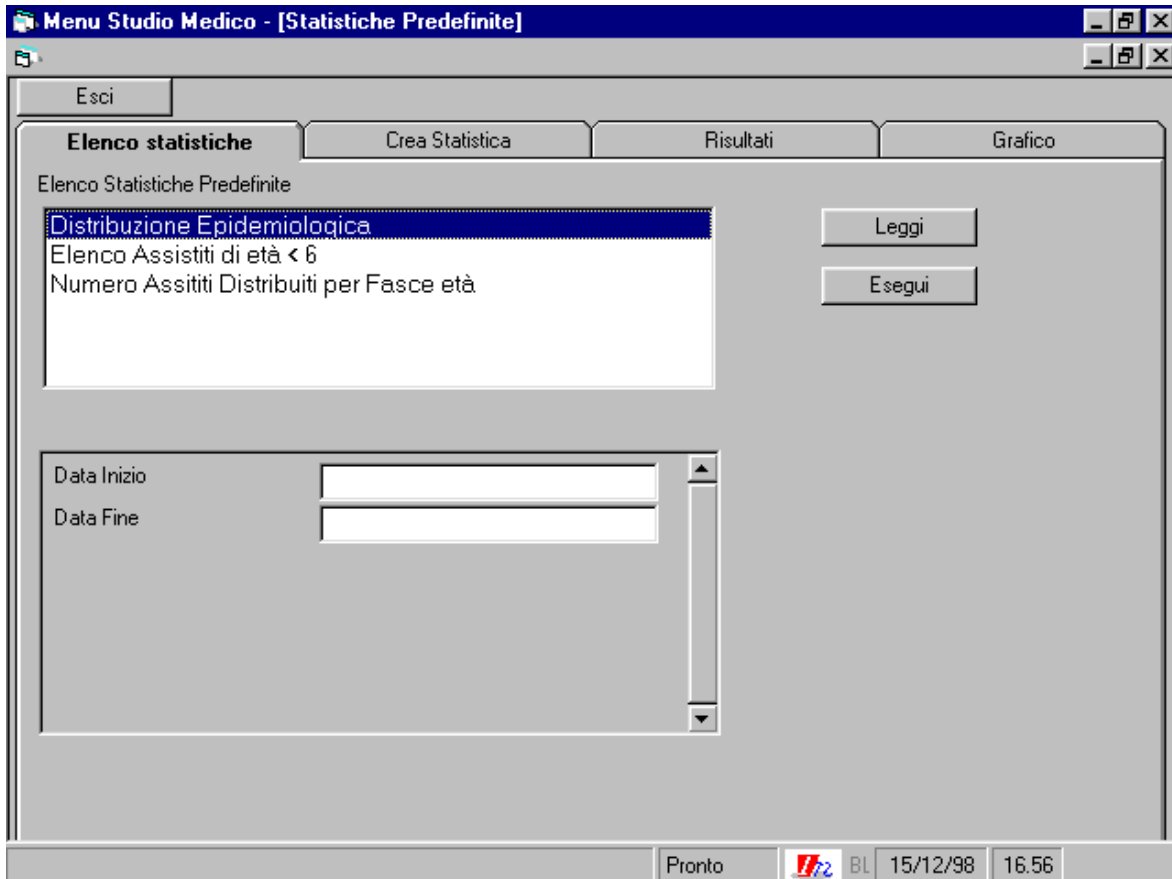 Menu Studio Medico - [Statistiche Predefinite]
Esci
Elenco statistiche Crea Statistica Risultati Grafico
Elenco Statistiche Predefinite
Distribuzione Epidemiologica
Elenco Assistiti di età < 6
Numero Assititi Distribuiti per Fasce età
Leggi
Esegui
Data Inizio
Data Fine
Pronto BL 15/12/98 16.56